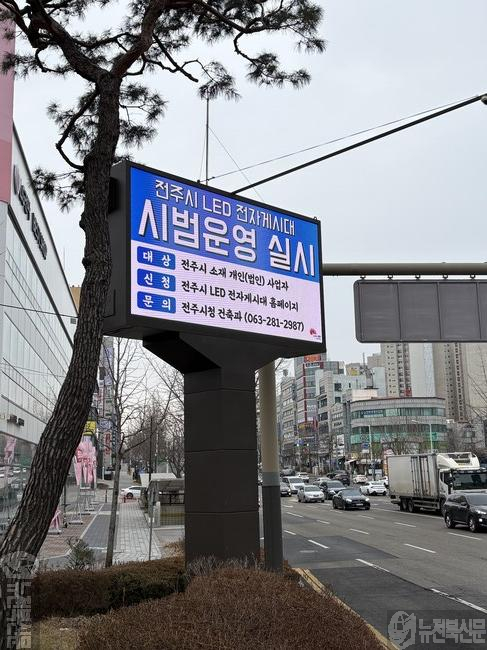 전주시 LED 전자게시대
시범운영 실시
대 상 전주시 소재 개인(법인) 사업자
신 청 전주시 LED 전자게시대 홈페이지
문 의 전주시청 건축과 (063-281-2987)
뉴전북신문